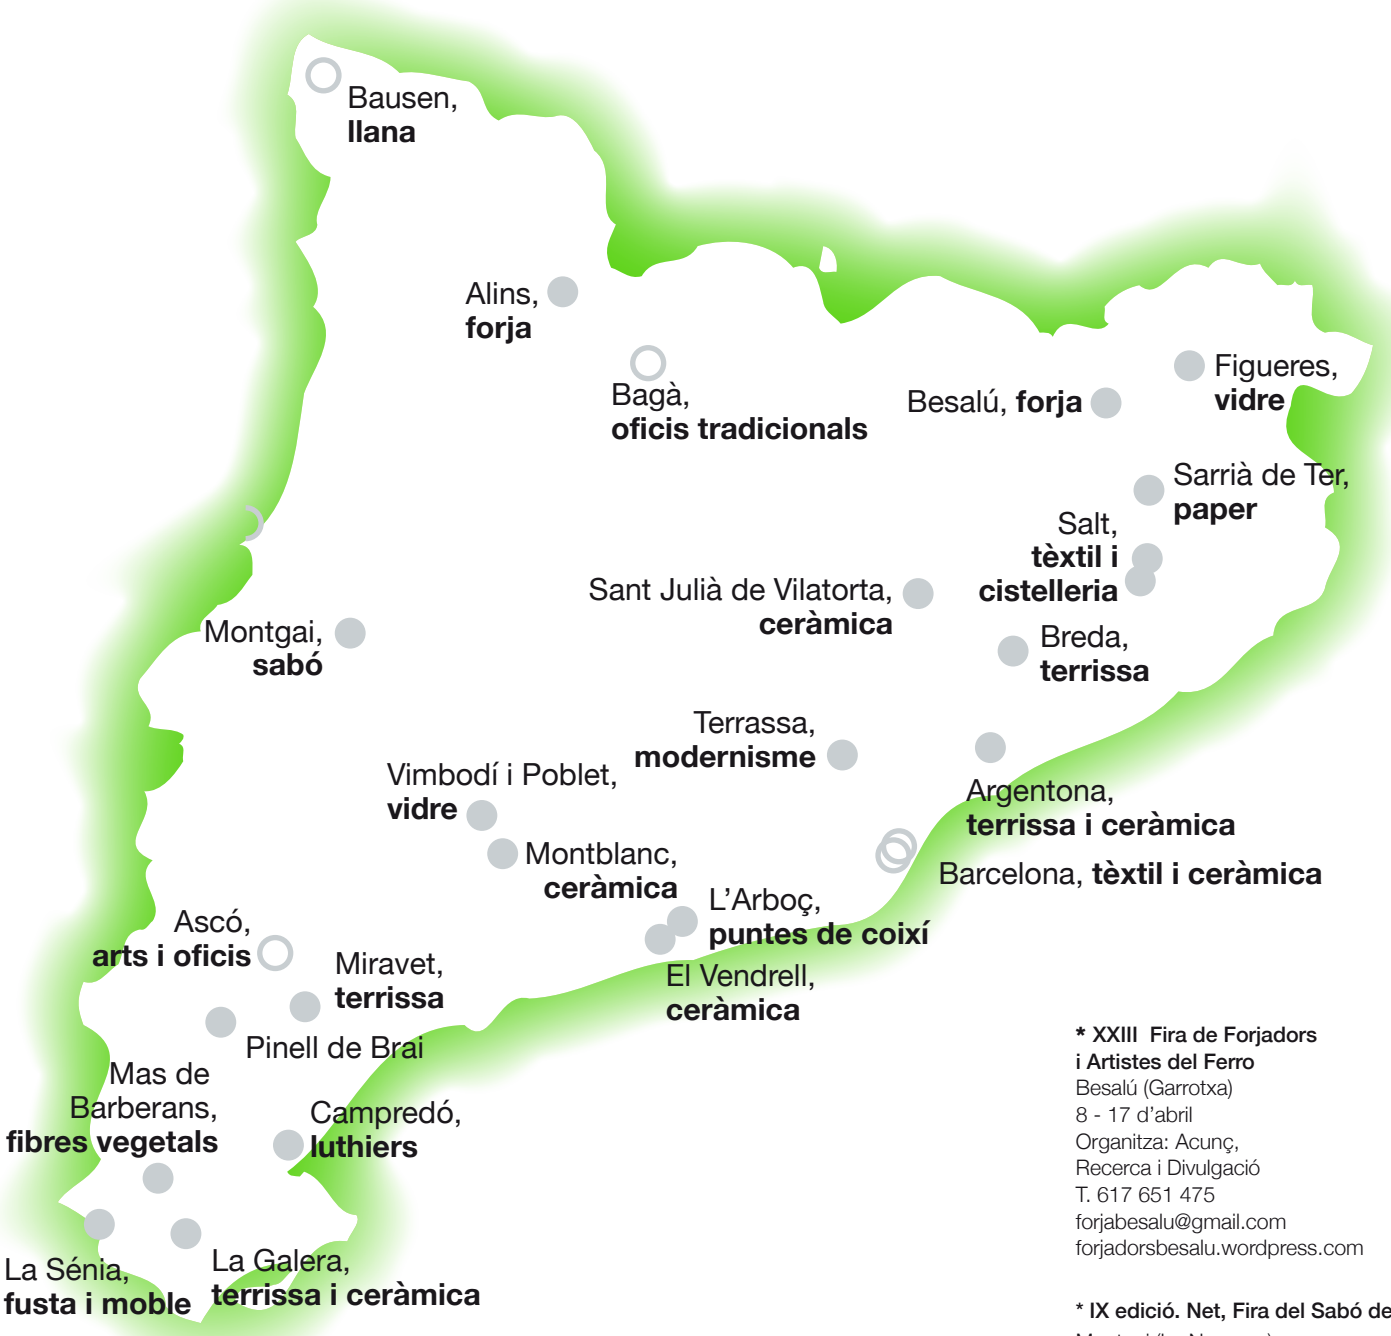 Bausen,
llana
Alins,
forja
Bagà,
oficis tradicionals
Besalú, forja
Figueres,
vidre
Sarrià de Ter,
paper
Salt,
tèxtil i
cistelleria
Sant Julià de Vilatorta,
ceràmica
Montgai,
sabó
Breda,
terrissa
Terrassa,
modernisme
Vimbodí i Poblet,
vidre
Argentona,
terrissa i ceràmica
Montblanc,
ceràmica
Barcelona, tèxtil i ceràmica
L’Arboç,
puntes de coixí
Ascó,
arts i oficis
Miravet,
terrissa
El Vendrell,
ceràmica
Pinell de Brai
Mas de
Barberans,
fibres vegetals
Campredó,
luthiers
La Sénia,
fusta i moble
La Galera,
terrissa i ceràmica
* XXIII Fira de Forjadors
i Artistes del Ferro
Besalú (Garrotxa)
8 - 17 d’abril
Organitza: Acunç,
Recerca i Divulgació
T. 617 651 475
forjabesalu@gmail.com
forjadorsbesalu.wordpress.com
* IX edició. Net, Fira del Sabó de